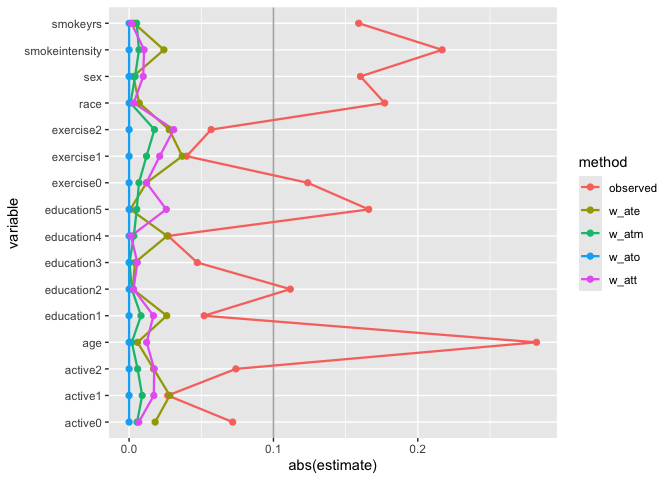 smokeyrs
smokeintensity
sex
race
exercise2
exercise1
exercise0
education5
education4
education3
education2
education1
age
active2
active1
active0
variable
0.0
0.1
0.2
abs(estimate)
method
observed
w_ate
w_atm
w_ato
w_att